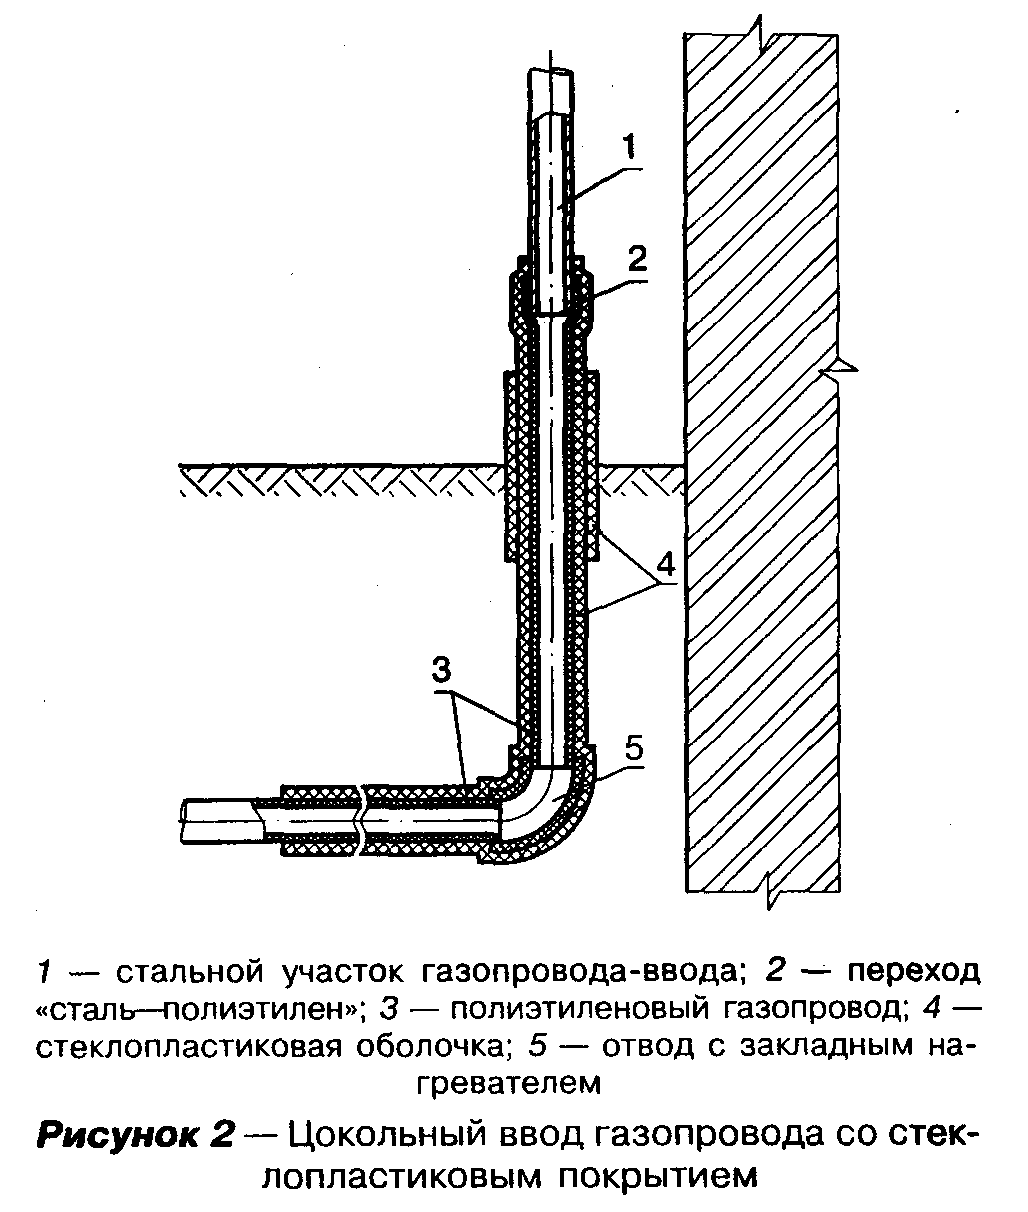 1
2
4
3
5
1 — стальной участок газопровода-ввода; 2 — переход
«сталь—полиэтилен»; 3 — полиэтиленовый газопровод; 4 —
стеклопластиковая оболочка; 5 — отвод с закладным на-
гревателем
Рисунок 2 — Цокольный ввод газопровода со стек-
лопластиковым покрытием